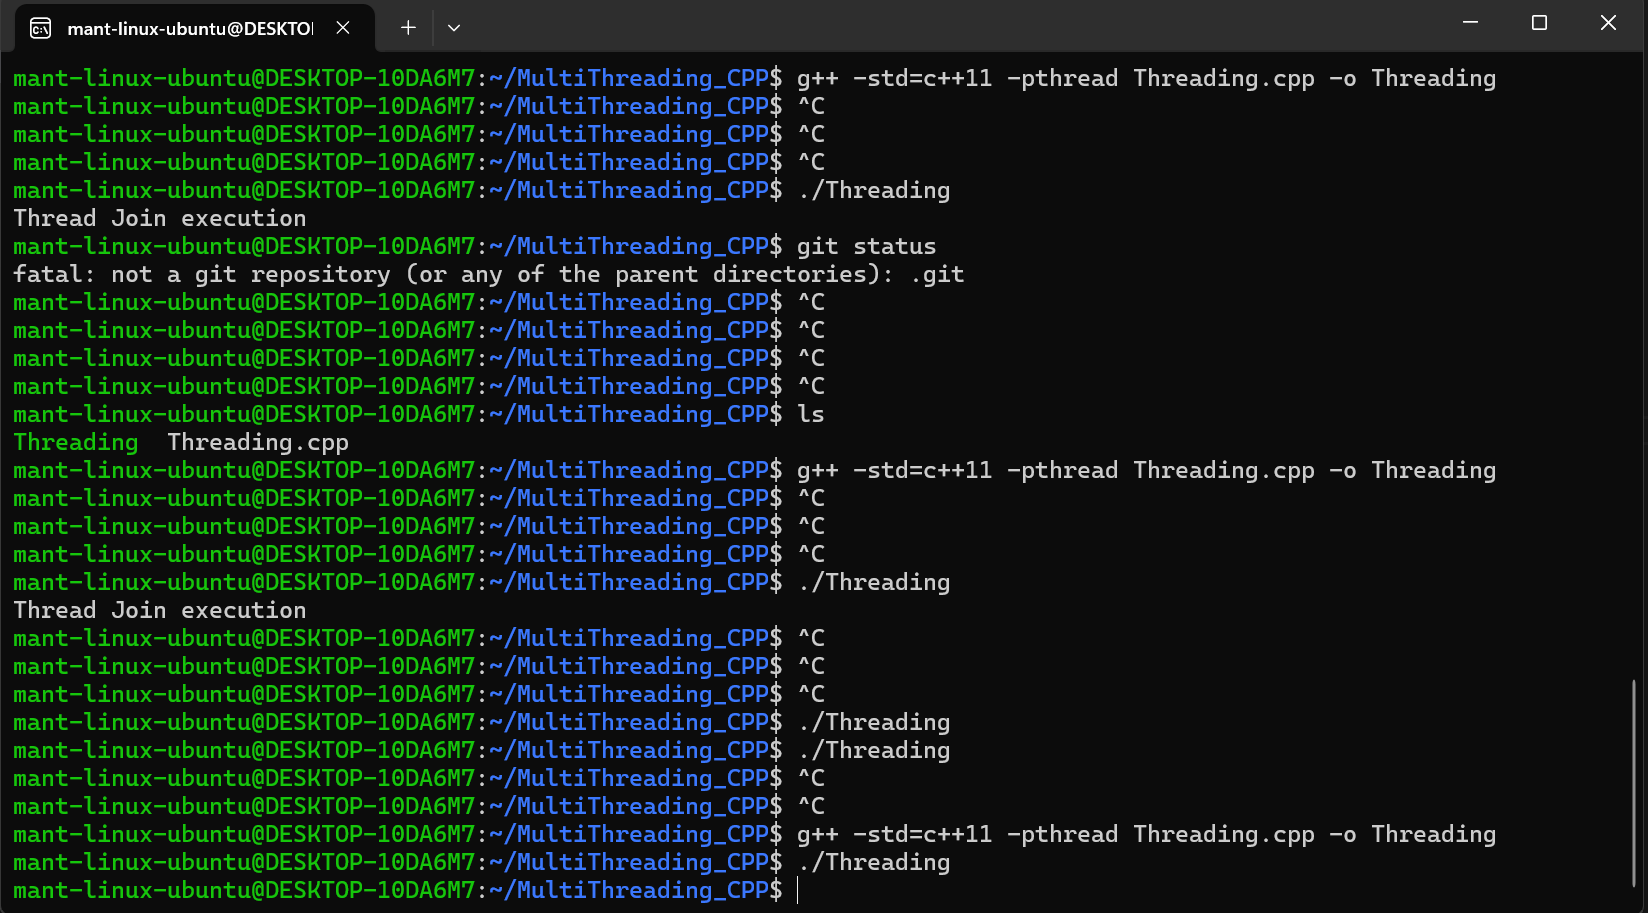 mant-linux-ubuntu@DESKTO
mant-linux-ubuntu@DESKTOP-10DA6M7:~/MultiThreading_CPP$ g++ -std=c++11 -pthread Threading.cpp -o Threading
mant-linux-ubuntu@DESKTOP-10DA6M7:~/MultiThreading_CPP$ ^C
mant-linux-ubuntu@DESKTOP-10DA6M7:~/MultiThreading_CPP$ ^C
mant-linux-ubuntu@DESKTOP-10DA6M7:~/MultiThreading_CPP$ ^C
mant-linux-ubuntu@DESKTOP-10DA6M7:~/MultiThreading_CPP$ ./Threading
Thread Join execution
mant-linux-ubuntu@DESKTOP-10DA6M7:~/MultiThreading_CPP$ git status
fatal: not a git repository (or any of the parent directories): .git
mant-linux-ubuntu@DESKTOP-10DA6M7:~/MultiThreading_CPP$ ^C
mant-linux-ubuntu@DESKTOP-10DA6M7:~/MultiThreading_CPP$ ^C
mant-linux-ubuntu@DESKTOP-10DA6M7:~/MultiThreading_CPP$ ^C
mant-linux-ubuntu@DESKTOP-10DA6M7:~/MultiThreading_CPP$ ^C
mant-linux-ubuntu@DESKTOP-10DA6M7:~/MultiThreading_CPP$ ls
Threading  Threading.cpp
mant-linux-ubuntu@DESKTOP-10DA6M7:~/MultiThreading_CPP$ g++ -std=c++11 -pthread Threading.cpp -o Threading
mant-linux-ubuntu@DESKTOP-10DA6M7:~/MultiThreading_CPP$ ^C
mant-linux-ubuntu@DESKTOP-10DA6M7:~/MultiThreading_CPP$ ^C
mant-linux-ubuntu@DESKTOP-10DA6M7:~/MultiThreading_CPP$ ^C
mant-linux-ubuntu@DESKTOP-10DA6M7:~/MultiThreading_CPP$ ./Threading
Thread Join execution
mant-linux-ubuntu@DESKTOP-10DA6M7:~/MultiThreading_CPP$ ^C
mant-linux-ubuntu@DESKTOP-10DA6M7:~/MultiThreading_CPP$ ^C
mant-linux-ubuntu@DESKTOP-10DA6M7:~/MultiThreading_CPP$ ^C
mant-linux-ubuntu@DESKTOP-10DA6M7:~/MultiThreading_CPP$ ./Threading
mant-linux-ubuntu@DESKTOP-10DA6M7:~/MultiThreading_CPP$ ./Threading
mant-linux-ubuntu@DESKTOP-10DA6M7:~/MultiThreading_CPP$ ^C
mant-linux-ubuntu@DESKTOP-10DA6M7:~/MultiThreading_CPP$ ^C
mant-linux-ubuntu@DESKTOP-10DA6M7:~/MultiThreading_CPP$ g++ -std=c++11 -pthread Threading.cpp -o Threading
mant-linux-ubuntu@DESKTOP-10DA6M7:~/MultiThreading_CPP$ ./Threading
mant-linux-ubuntu@DESKTOP-10DA6M7:~/MultiThreading_CPP$